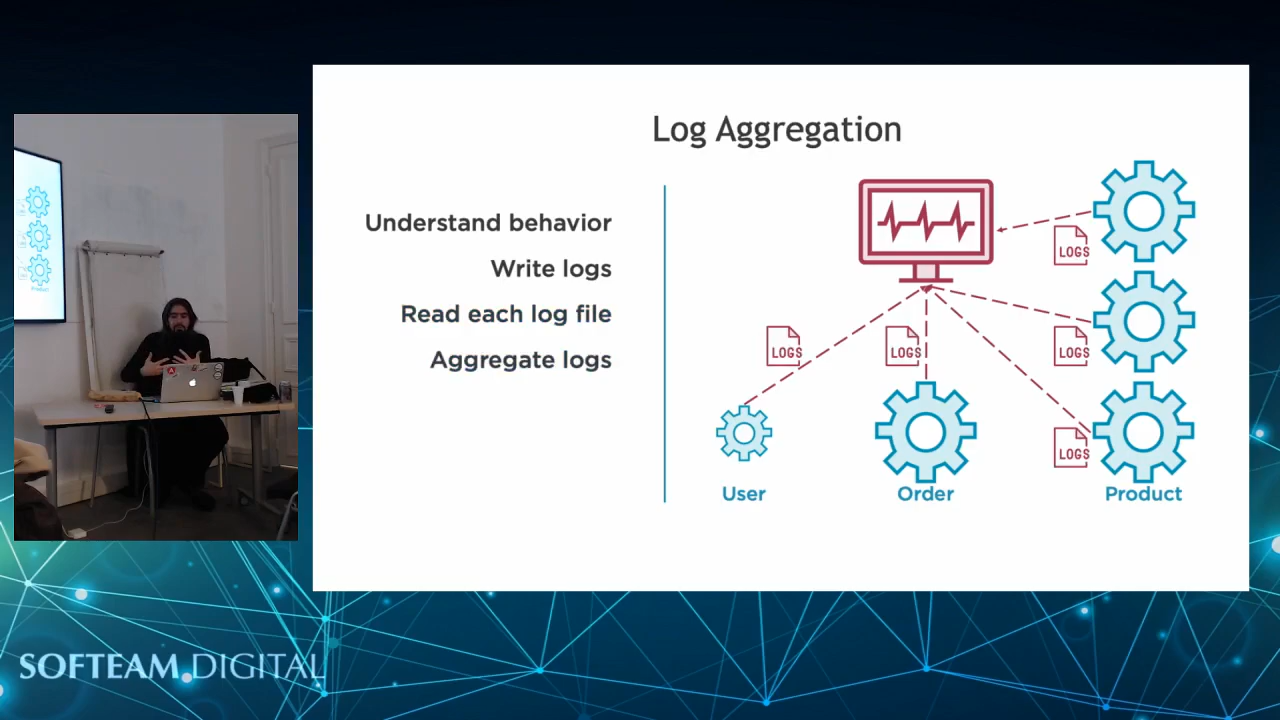 Log Aggregation
Understand behavior
Write logs
Read each log file
Aggregate logs
LOGS
LOGS
LOGS
LOGS
LOGS
User
Order
Product
Product
SOFTEAM DIGITAL